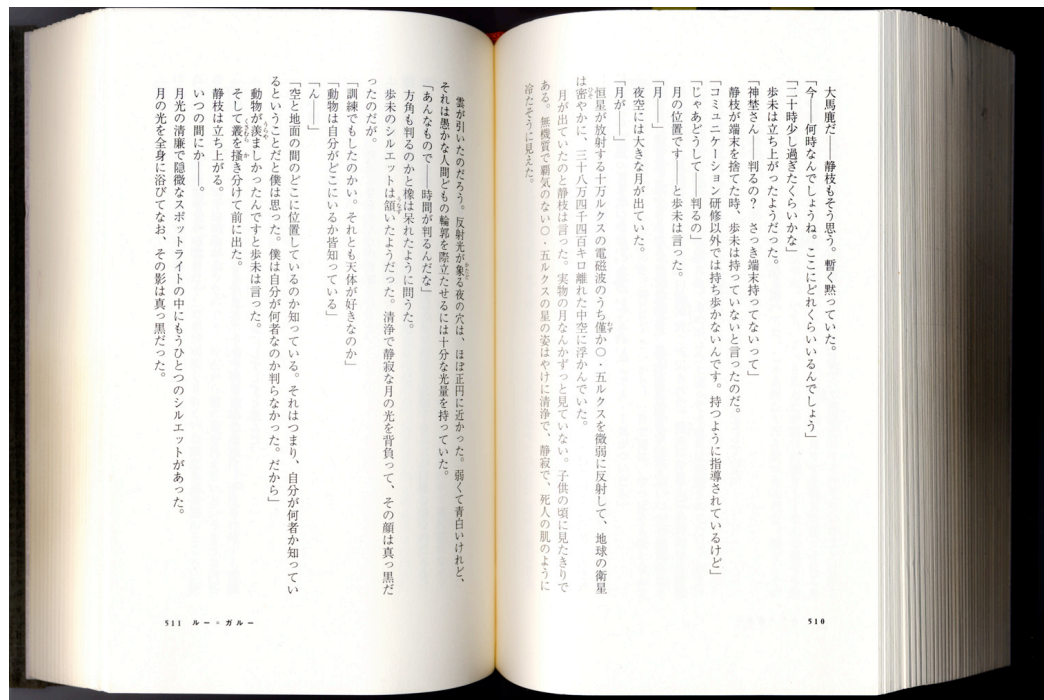 大馬鹿だ――静枝もそう思う。暫く黙っていた。
「今――何時なんでしょうね。ここにどれくらいいるんでしょう」
「二十時少し過ぎたくらいかな」
歩未は立ち上がったようだった。
「神埜さん――判るの？　さっき端末持ってないって」
静枝が端末を捨てた時、歩未は持っていないと言ったのだ。
「コミュニケーション研修以外では持ち歩かないんです。持つように指導されているけど」
「じゃあどうして――判るの」
月の位置です――と歩未は言った。
「月――」
夜空には大きな月が出ていた。
「月が――」
恒星が放射する十万ルクスの電磁波のうち僅か〇・五ルクスを微弱に反射して、地球の衛星
は密やかに、三十八万四千四百キロ離れた中空に浮かんでいた。
月が出ていたのと静枝は言った。実物の月なんかずっと見ていない。子供の頃に見たきりで
ある。無機質で覇気のない〇・五ルクスの星の姿はやけに清浄で、静寂で、死人の肌のように
冷たそうに見えた。
510
雲が引いたのだろう。反射光が象る夜の穴は、ほぼ正円に近かった。弱くて青白いけれど、
それは愚かな人間どもの輪郭を際立たせるには十分な光量を持っていた。
「あんなもので――時間が判るんだな」
方角も判るのかと橡は呆れたように問うた。
歩未のシルエットは頷いたようだった。清浄で静寂な月の光を背負って、その顔は真っ黒だ
ったのだが。
「訓練でもしたのかい。それとも天体が好きなのか」
「動物は自分がどこにいるか皆知っている」
「ん――」
「空と地面の間のどこに位置しているのか知っている。それはつまり、自分が何者か知ってい
るということだと僕は思った。僕は自分が何者なのか判らなかった。だから」
動物が羨ましかったんですと歩未は言った。
そして叢を掻き分けて前に出た。
静枝は立ち上がる。
いつの間にか――。
月光の清廉で隠微なスポットライトの中にもうひとつのシルエットがあった。
月の光を全身に浴びてなお、その影は真っ黒だった。
511 ルー＝ガルー